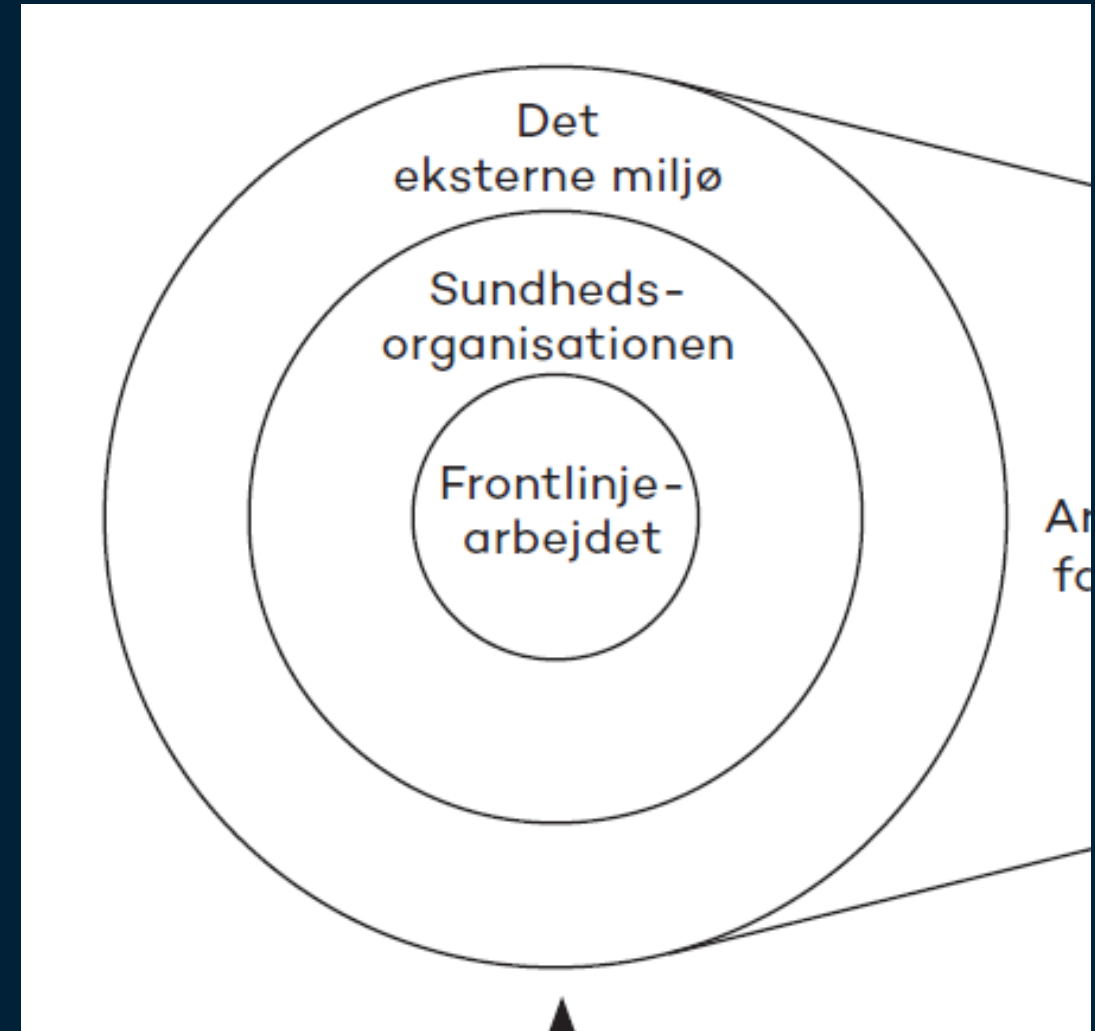 Det
eksterne miljø
Sundheds-
organisationen
Frontlinje-
arbejdet